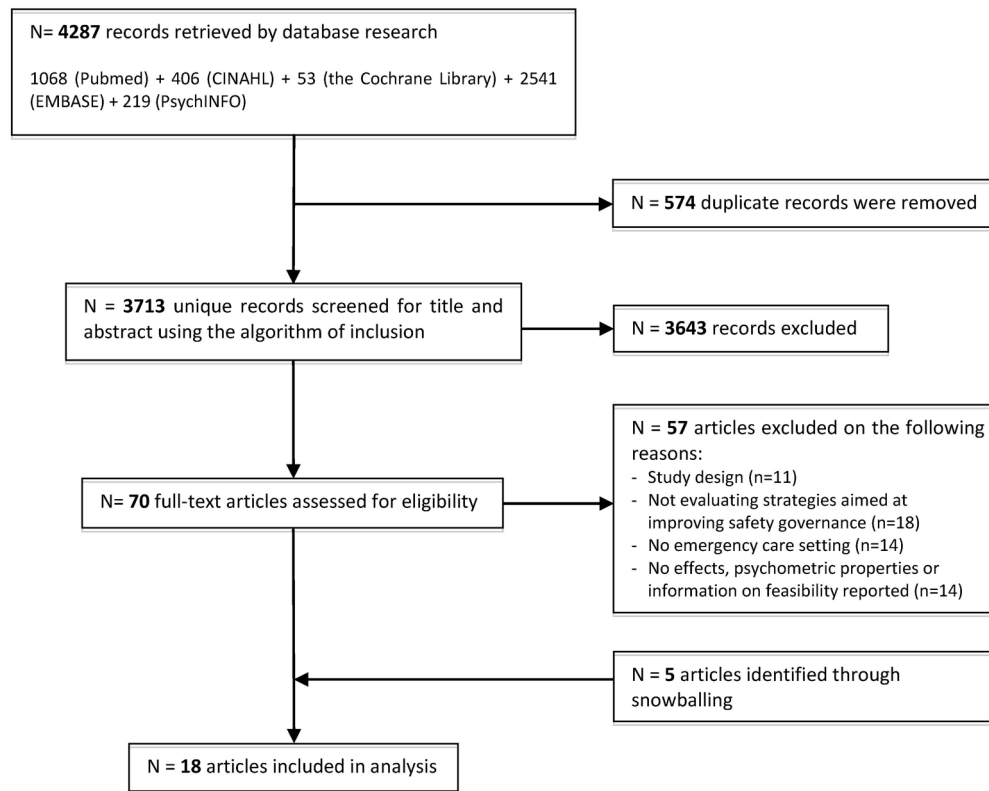 N= 4287 records retrieved by database research
1068 (Pubmed) + 406 (CINAHL) + 53 (the Cochrane Library) + 2541
(EMBASE) + 219 (PsychINFO)
N = 574 duplicate records were removed
N = 3713 unique records screened for title and
abstract using the algorithm of inclusion
N = 3643 records excluded
N = 57 articles excluded on the following
reasons:
- Study design (n=11)
- Not evaluating strategies aimed at
improving safety governance (n=18)
- No emergency care setting (n=14)
- No effects, psychometric properties or
information on feasibility reported (n=14)
N= 70 full-text articles assessed for eligibility
N = 5 articles identified through
snowballing
N = 18 articles included in analysis